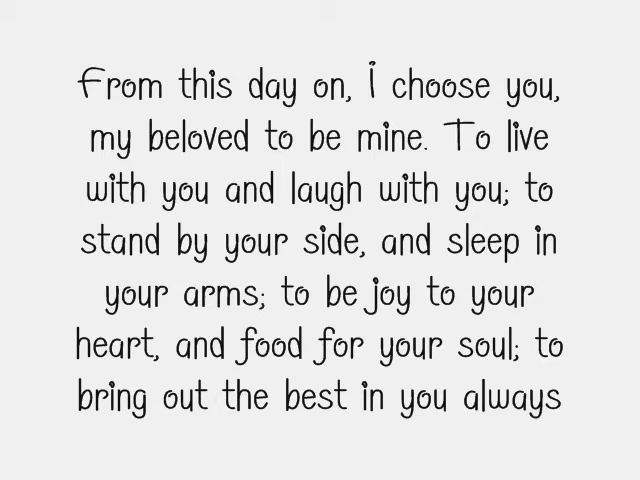 From this day on, I choose you,
my beloved to be mine. To live
with you and laugh with you; to
stand by your side, and sleep in
your arms; to be joy to your
heart, and food for your soul; to
bring out the best in you always